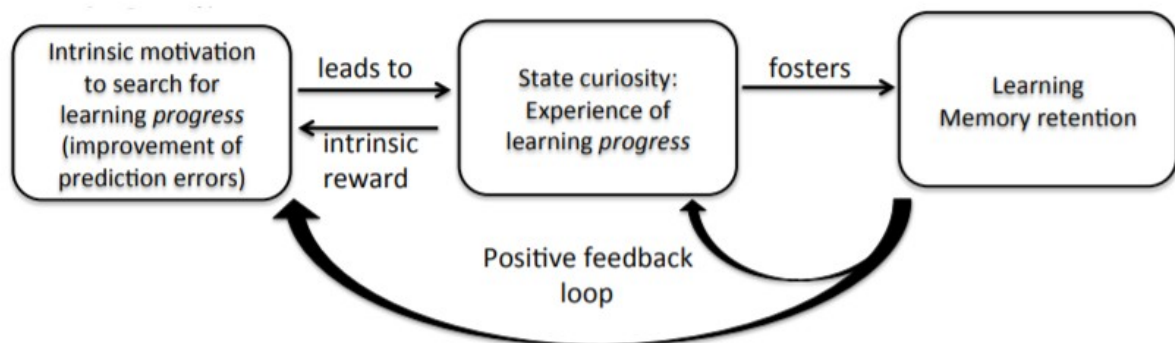 Intrinsic motivation
to search for
learning progress
(improvement of
prediction errors)
leads to
intrinsic
reward
State curiosity:
Experience of
learning progress
fosters
Learning
Memory retention
Positive feedback
loop